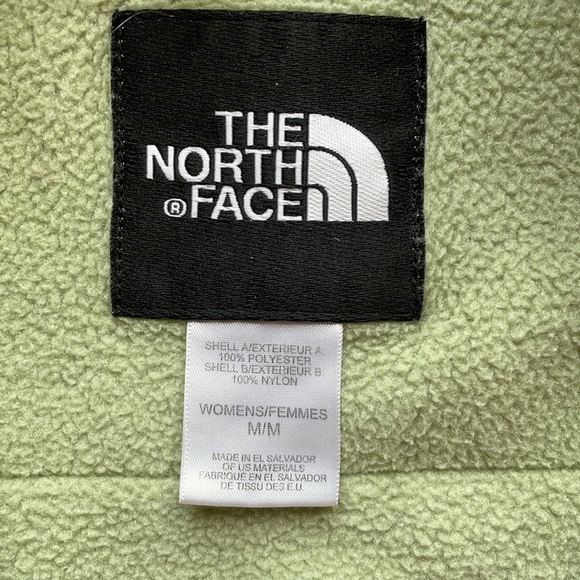 THE
NORTH
®FACE
SHELL A/EXTERIEUR A:
100% POLYESTER
SHELL B/EXTERIEUR B:
100% NYLON
WOMENS/FEMMES
M/M
MADE IN EL SALVADOR
OF US MATERIALS
FABRIQUE EN EL SALVADOR
DE TISSU DES E.U.